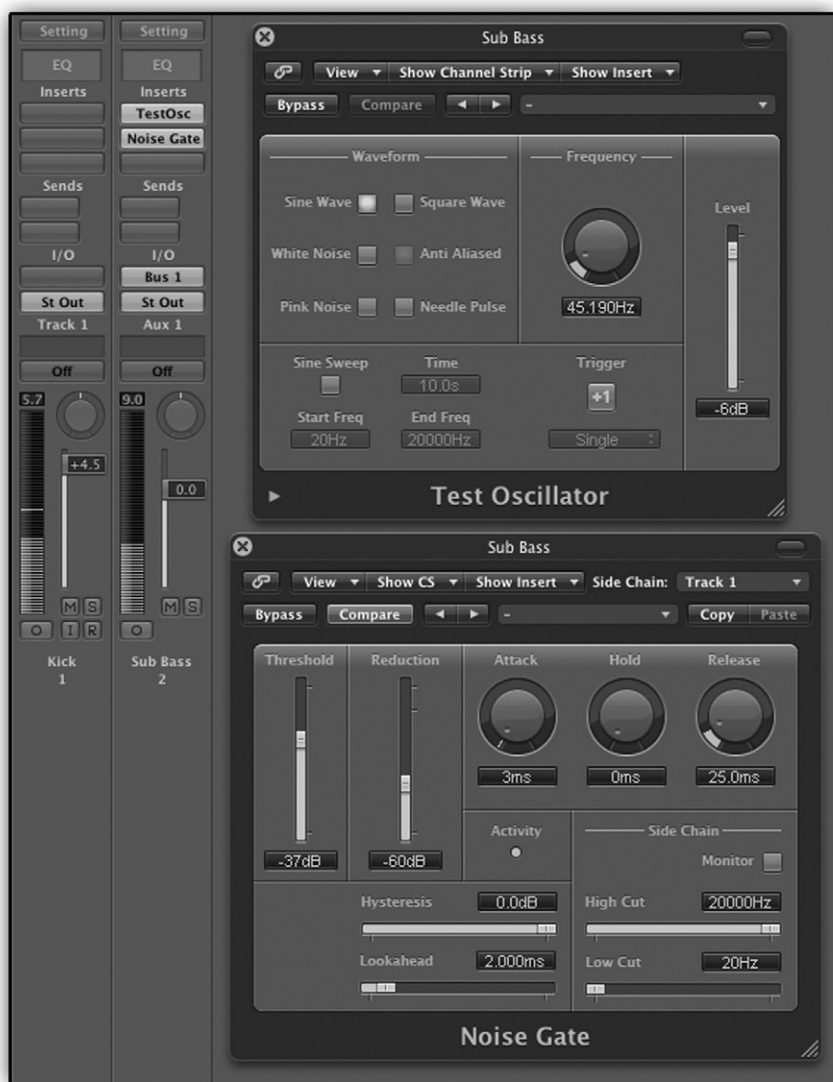 Setting Setting
EQ EQ
Inserts Inserts
TestOsc
Noise Gate
Sends Sends
I/O I/O
Bus 1
St Out St Out
Track 1 Aux 1
Off Off
5.7 9.0
+4.5 0.0
M S M S
O I R O
Kick Sub Bass
1 2
Sub Bass
View Show Channel Strip Show Insert
Bypass Compare -
Waveform Frequency
Level
Sine Wave Square Wave
White Noise Anti Aliased
Pink Noise Needle Pulse
45.190Hz
Sine Sweep Time Trigger
10.0s +1
Start Freq End Freq
20Hz 20000Hz Single
-6dB
Test Oscillator
Sub Bass
View Show CS Show Insert Side Chain: Track 1
Bypass Compare - Copy Paste
Threshold Reduction Attack Hold Release
3ms 0ms 25.0ms
-37dB -60dB
Activity Side Chain
Monitor
Hysteresis 0.0dB High Cut 20000Hz
Lookahead 2.000ms Low Cut 20Hz
Noise Gate